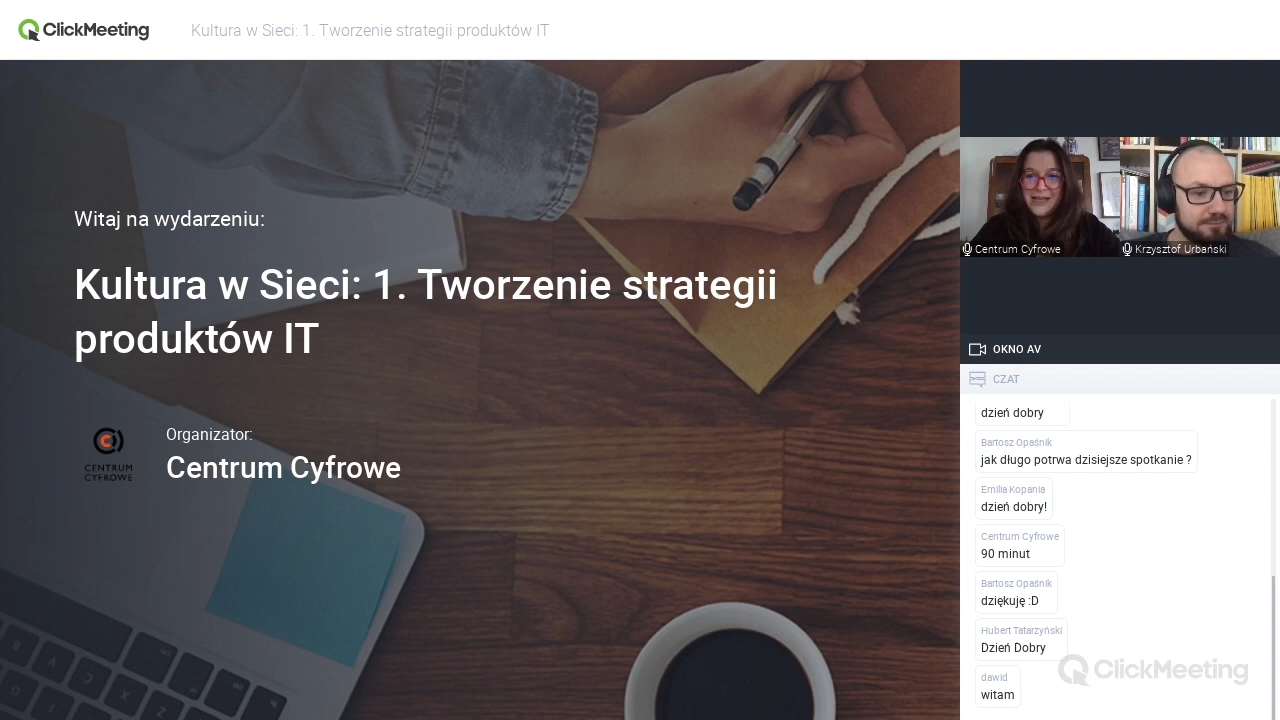 ClickMeeting
Kultura w Sieci: 1. Tworzenie strategii produktów IT
Witaj na wydarzeniu:
Kultura w Sieci: 1. Tworzenie strategii
produktów IT
Organizator:
Centrum Cyfrowe
CENTRUM
CYFROWE
Centrum Cyfrowe
Krzysztof Urbański
OKNO AV
CZAT
dzień dobry
Bartosz Opaśnik
jak długo potrwa dzisiejsze spotkanie ?
Emilia Kopania
dzień dobry!
Centrum Cyfrowe
90 minut
Bartosz Opaśnik
dziękuję :D
Hubert Tatarzyński
Dzień Dobry
dawid
witam
ClickMeeting